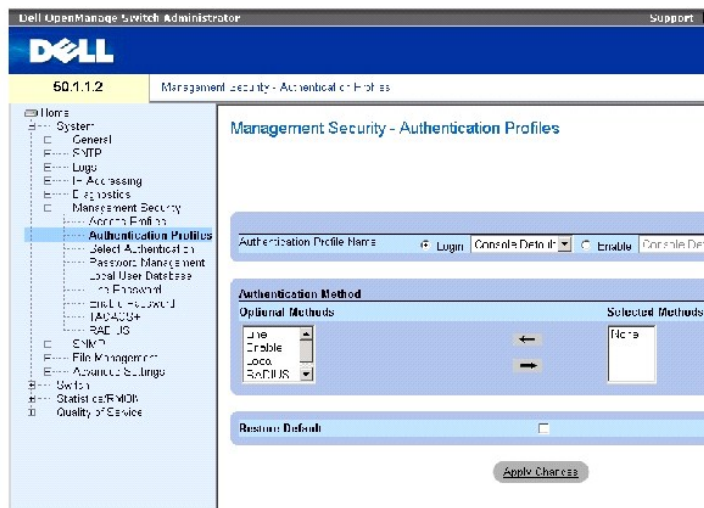 Dell OpenManage Switch Administrator
Support
DELL
50.1.1.2
Management Security - Authentication Profiles
Home
System
General
SNTP
Logs
IP Addressing
Diagnostics
Management Security
Access Profiles
Authentication Profiles
Select Authentication
Password Management
Local User Database
Line Password
Enable Password
TACACS+
RADIUS
SNMP
File Management
Advanced Settings
Switch
Statistics/RMON
Quality of Service
Management Security - Authentication Profiles
Authentication Profile Name
Login
Console Default
Enable
Console De
Authentication Method
Optional Methods
Selected Methods
Line
Enable
Local
RADIUS
None
Restore Default
Apply Changes